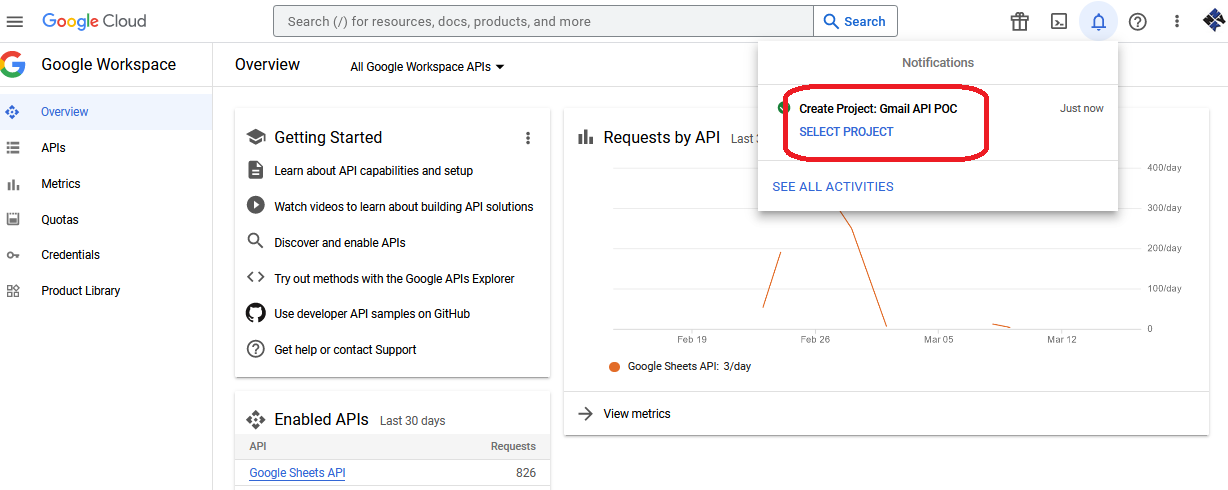 Google Cloud
Search (/) for resources, docs, products, and more
Search
Google Workspace
Overview
All Google Workspace APIs
Notifications
Create Project: Gmail API POC
Just now
SELECT PROJECT
SEE ALL ACTIVITIES
Overview
APIs
Metrics
Quotas
Credentials
Product Library
Getting Started
Learn about API capabilities and setup
Watch videos to learn about building API solutions
Discover and enable APIs
Try out methods with the Google APIs Explorer
Use developer API samples on GitHub
Get help or contact Support
Requests by API Last
400/day
300/day
200/day
100/day
0
Feb 19
Feb 26
Mar 05
Mar 12
Google Sheets API: 3/day
View metrics
Enabled APIs Last 30 days
API Requests
Google Sheets API 826